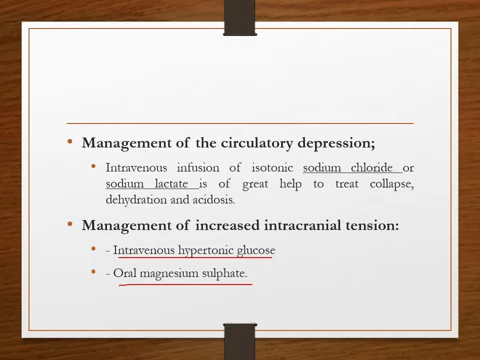 • Management of the circulatory depression;
• Intravenous infusion of isotonic sodium chloride or
sodium lactate is of great help to treat collapse,
dehydration and acidosis.
• Management of increased intracranial tension:
• - Intravenous hypertonic glucose
• - Oral magnesium sulphate.